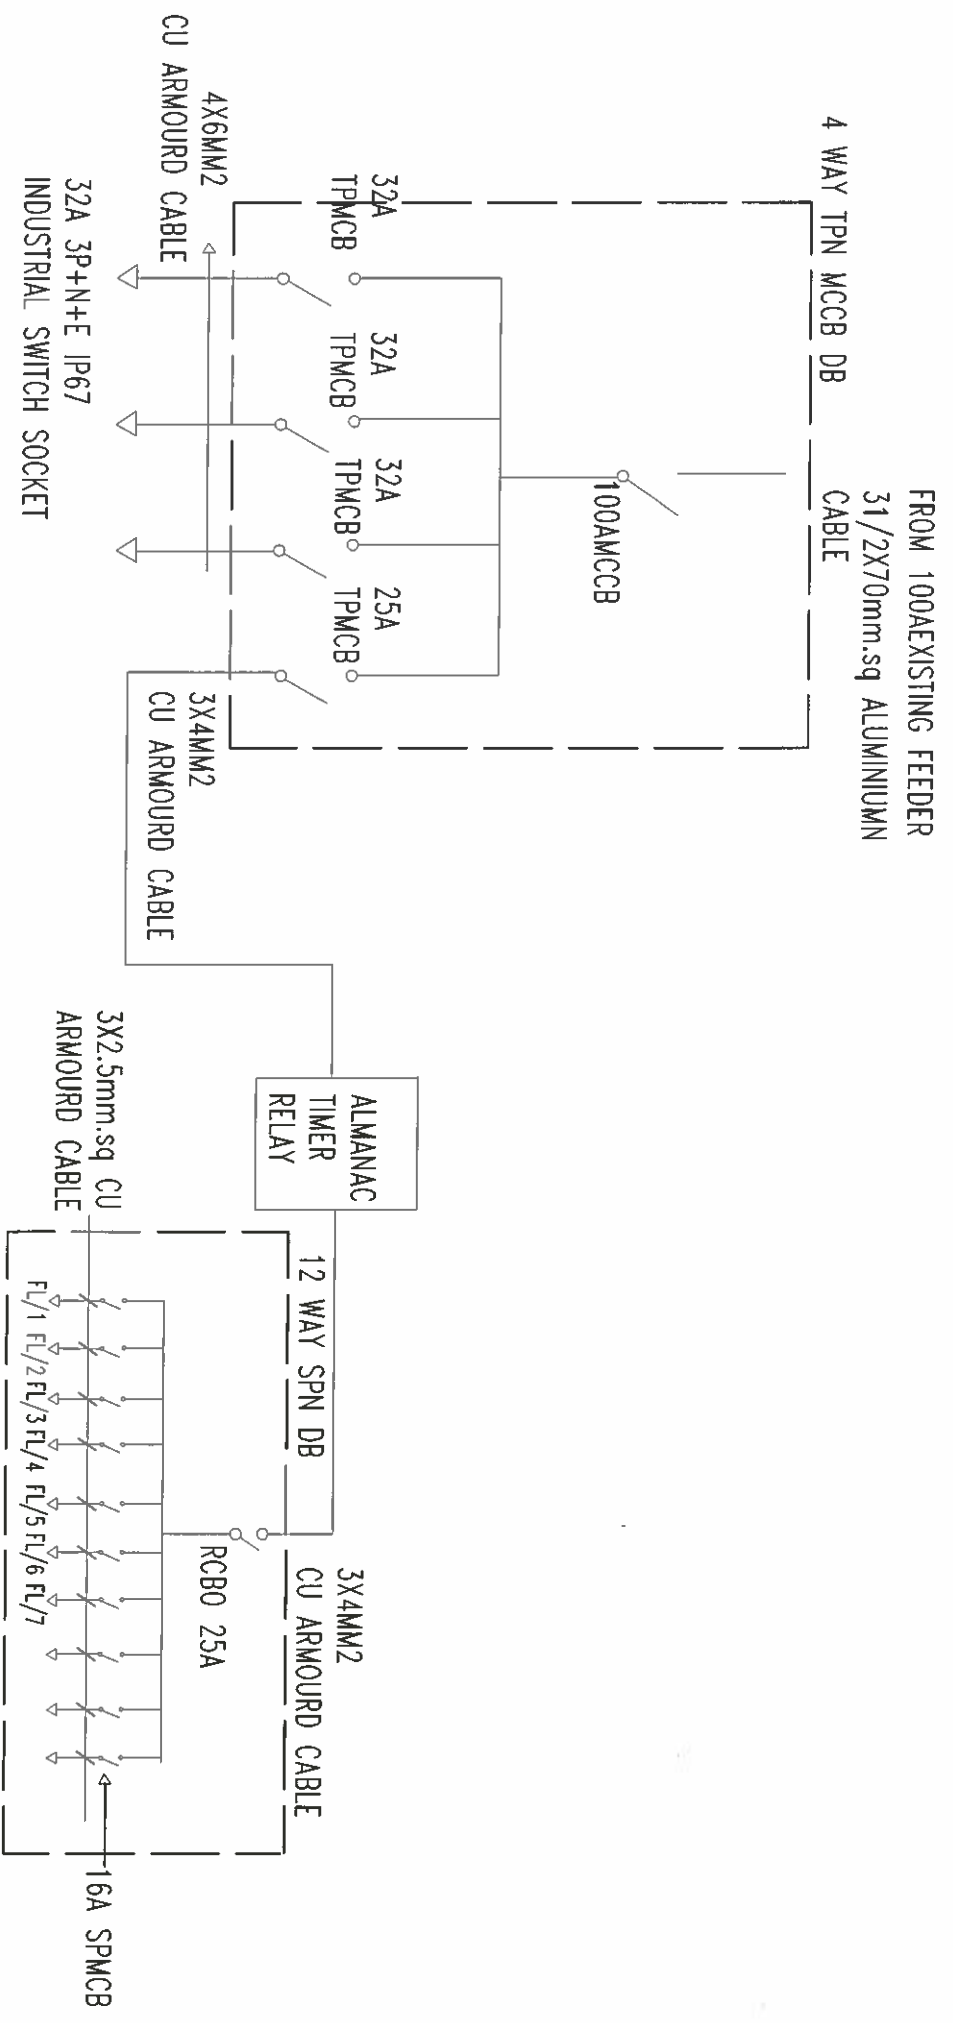 FROM 100AEXISTING FEEDER
31/2X70mm.sq ALUMINIUMN
CABLE
4 WAY TPN MCCB DB
100AMCCB
32A
TPMCB
32A
TPMCB
32A
TPMCB
25A
TPMCB
4X6MM2
CU ARMOURD CABLE
32A 3P+N+E IP67
INDUSTRIAL SWITCH SOCKET
3X4MM2
CU ARMOURD CABLE
ALMANAC
TIMER
RELAY
12 WAY SPN DB
3X4MM2
CU ARMOURD CABLE
RCBO 25A
3X2.5mm.sq CU
ARMOURD CABLE
FL/1 FL/2 FL/3 FL/4 FL/5 FL/6 FL/7
16A SPMCB